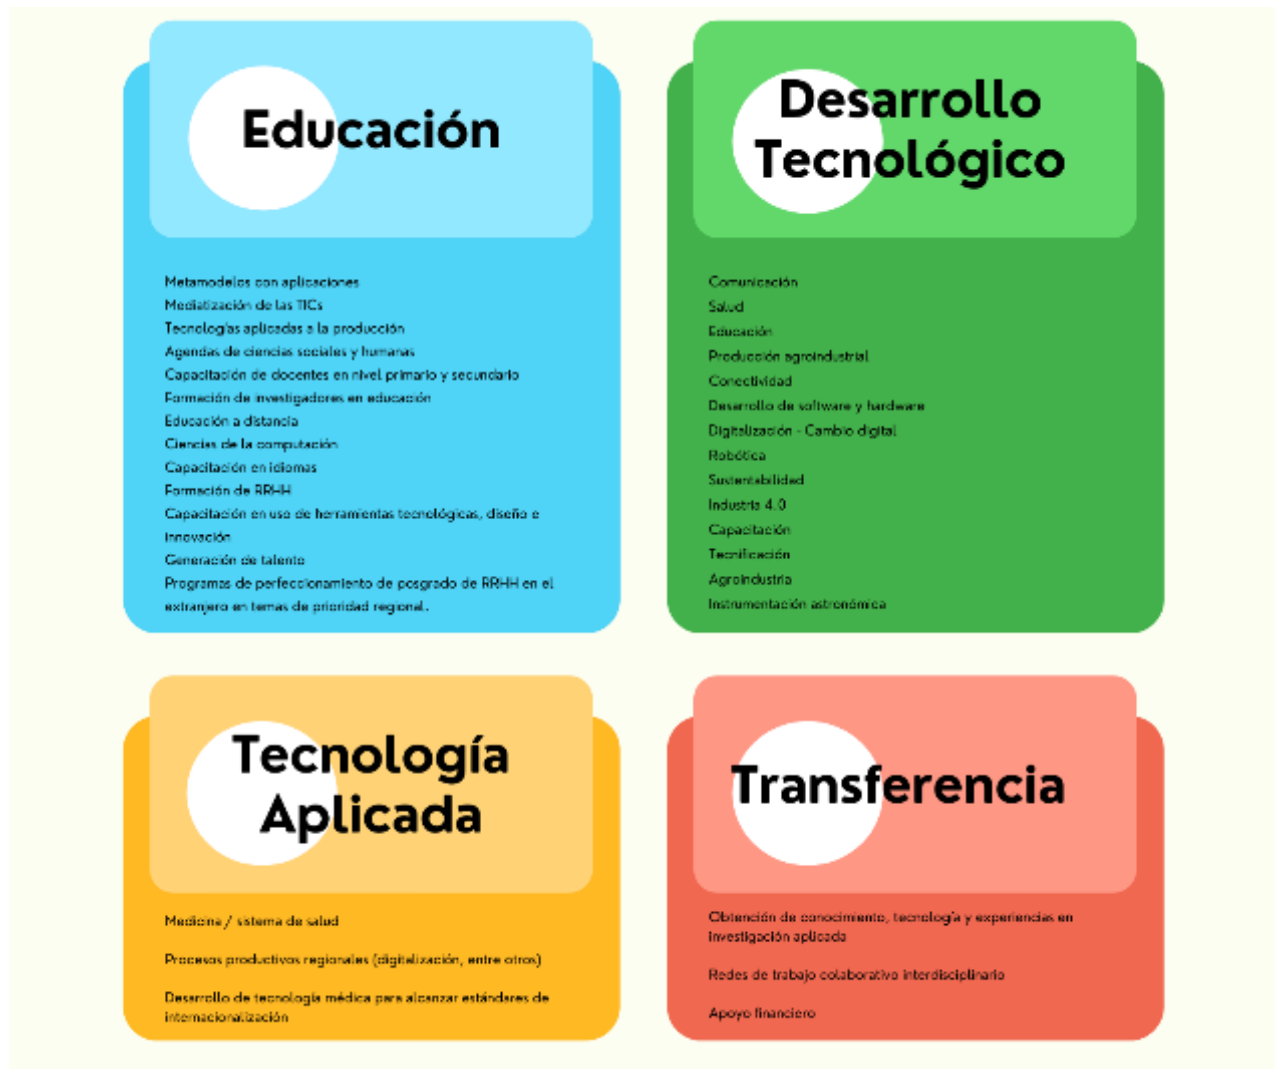 Educación
Metamodelos con aplicaciones
Mediatización de las TICs
Tecnologías aplicadas a la producción
Agendas de ciencias sociales y humanas
Capacitación de docentes en nivel primario y secundario
Formación de investigadores en educación
Educación a distancia
Ciencias de la computación
Capacitación en idiomas
Formación de RRHH
Capacitación en uso de herramientas tecnológicas, diseño e
innovación
Generación de talento
Programas de perfeccionamiento de posgrado de RRHH en el
extranjero en temas de prioridad regional.
Desarrollo
Tecnológico
Comunicación
Salud
Educación
Producción agroindustrial
Conectividad
Desarrollo de software y hardware
Digitalización - Cambio digital
Robótica
Sustentabilidad
Industria 4.0
Capacitación
Tecnificación
Agroindustria
Instrumentación astronómica
Tecnología
Aplicada
Medicina / sistema de salud
Procesos productivos regionales (digitalización, entre otros)
Desarrollo de tecnología médica para alcanzar estándares de
internacionalización
Transferencia
Obtención de conocimiento, tecnología y experiencias en
investigación aplicada
Redes de trabajo colaborativo interdisciplinario
Apoyo financiero